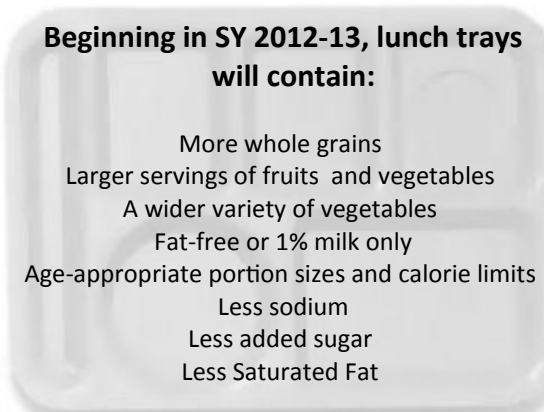 Beginning in SY 2012-13, lunch trays
will contain:
More whole grains
Larger servings of fruits and vegetables
A wider variety of vegetables
Fat-free or 1% milk only
Age-appropriate portion sizes and calorie limits
Less sodium
Less added sugar
Less Saturated Fat